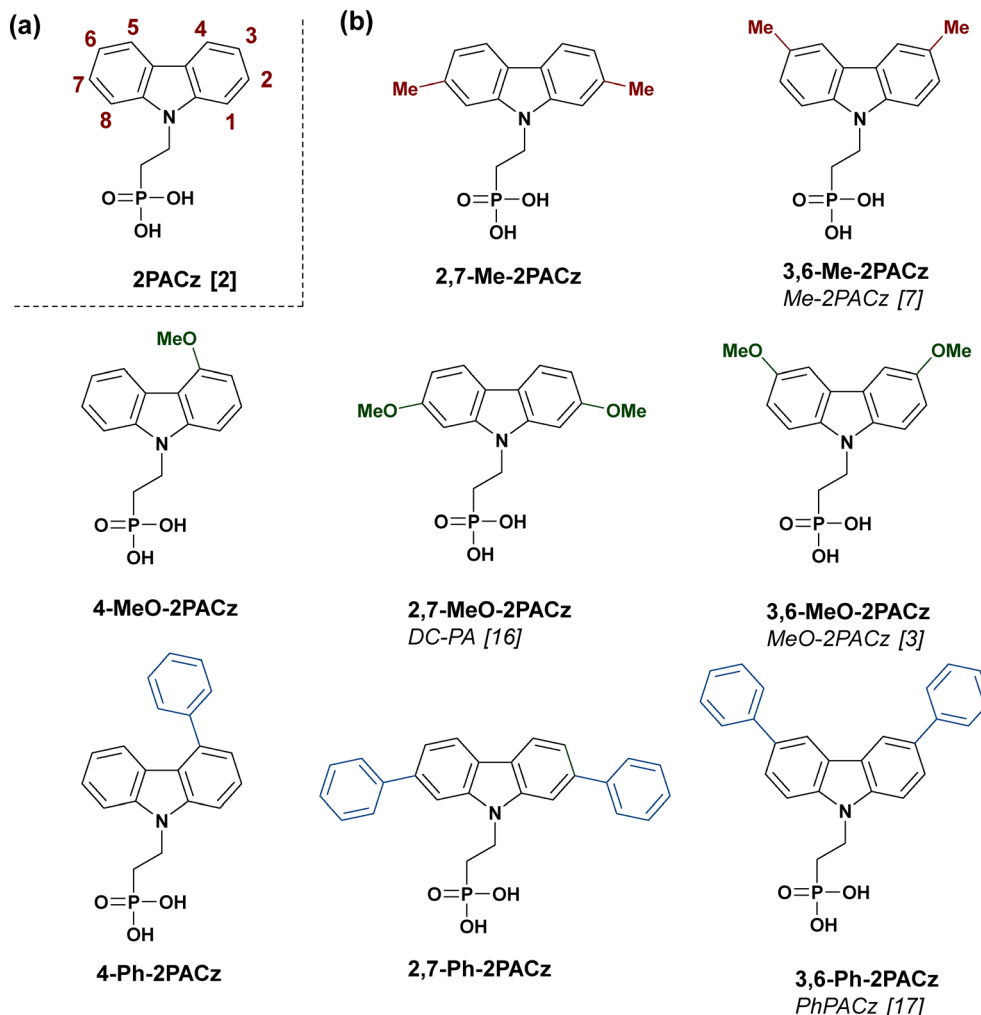 (a)
5
4
6
3
7
2
8
1
N
O=P-OH
OH
2PACz [2]
(b)
Me
Me
N
O=P-OH
OH
2,7-Me-2PACz
Me
Me
N
O=P-OH
OH
3,6-Me-2PACz
Me-2PACz [7]
MeO
N
O=P-OH
OH
4-MeO-2PACz
MeO
OMe
N
O=P-OH
OH
2,7-MeO-2PACz
DC-PA [16]
MeO
OMe
N
O=P-OH
OH
3,6-MeO-2PACz
MeO-2PACz [3]
N
O=P-OH
OH
4-Ph-2PACz
N
O=P-OH
OH
2,7-Ph-2PACz
N
O=P-OH
OH
3,6-Ph-2PACz
PhPACz [17]